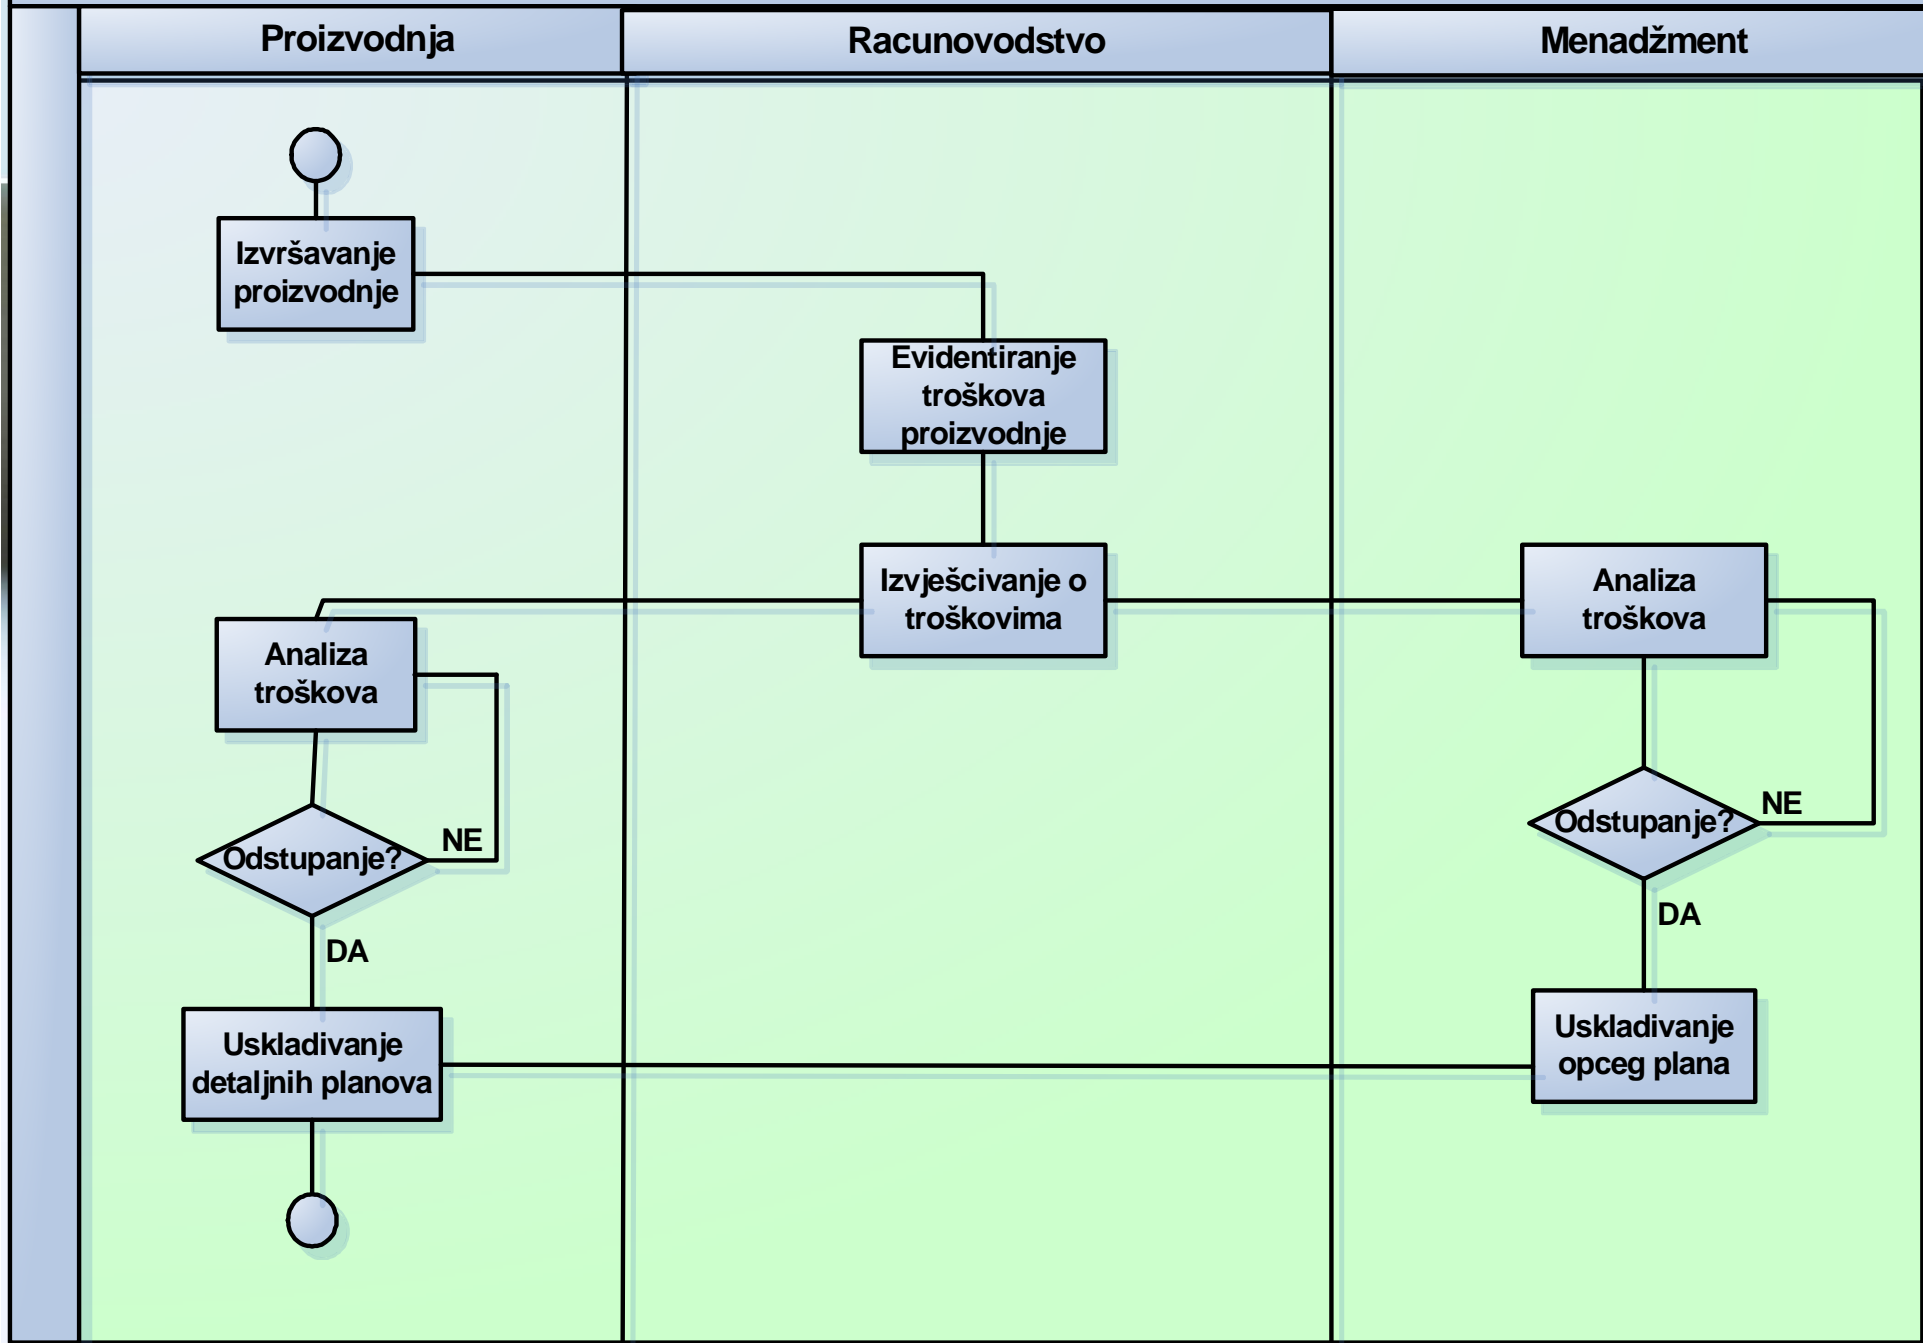 Proizvodnja
Racunovodstvo
Menadžment
Izvršavanje
proizvodnje
Evidentiranje
troškova
proizvodnje
Izvješcivanje o
troškovima
Analiza
troškova
Analiza
troškova
Odstupanje?
NE
DA
Odstupanje?
NE
DA
Uskladivanje
detaljnih planova
Uskladivanje
opceg plana